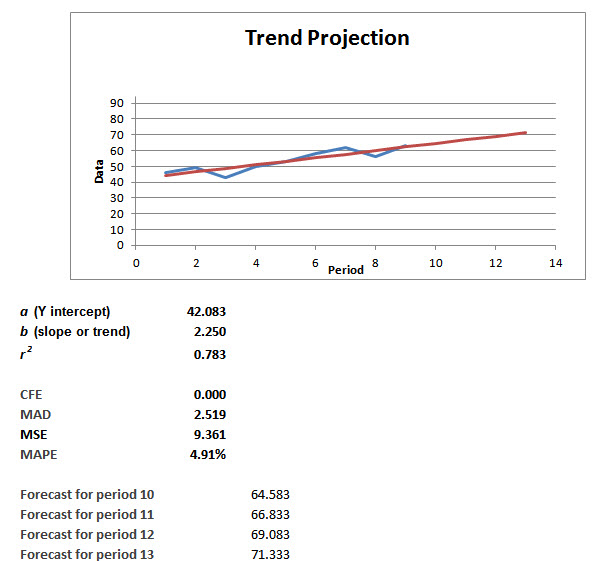 Trend Projection
90
80
70
60
50
40
30
20
10
0
Data
0 2 4 6 8 10 12 14
Period
a (Y intercept) 42.083
b (slope or trend) 2.250
r² 0.783
CFE 0.000
MAD 2.519
MSE 9.361
MAPE 4.91%
Forecast for period 10 64.583
Forecast for period 11 66.833
Forecast for period 12 69.083
Forecast for period 13 71.333